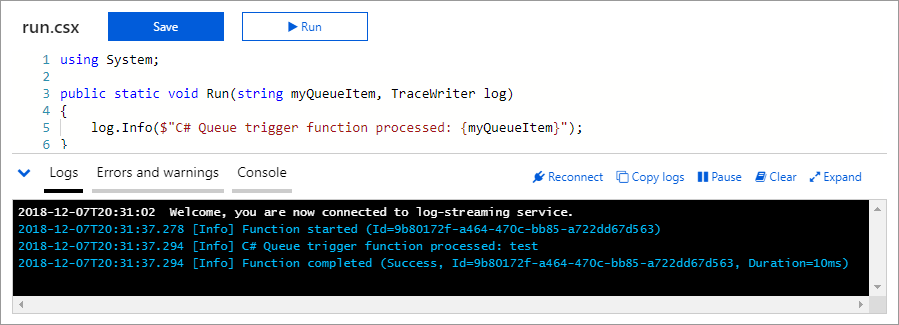 run.csx Save Run
1 using System;
2
3 public static void Run(string myQueueItem, TraceWriter log)
4 {
5 log.Info($"C# Queue trigger function processed: {myQueueItem}");
6 }
Logs Errors and warnings Console Reconnect Copy logs Pause Clear Expand
2018-12-07T20:31:02 Welcome, you are now connected to log-streaming service.
2018-12-07T20:31:37.278 [Info] Function started (Id=9b80172f-a464-470c-bb85-a722dd67d563)
2018-12-07T20:31:37.294 [Info] C# Queue trigger function processed: test
2018-12-07T20:31:37.294 [Info] Function completed (Success, Id=9b80172f-a464-470c-bb85-a722dd67d563, Duration=10ms)